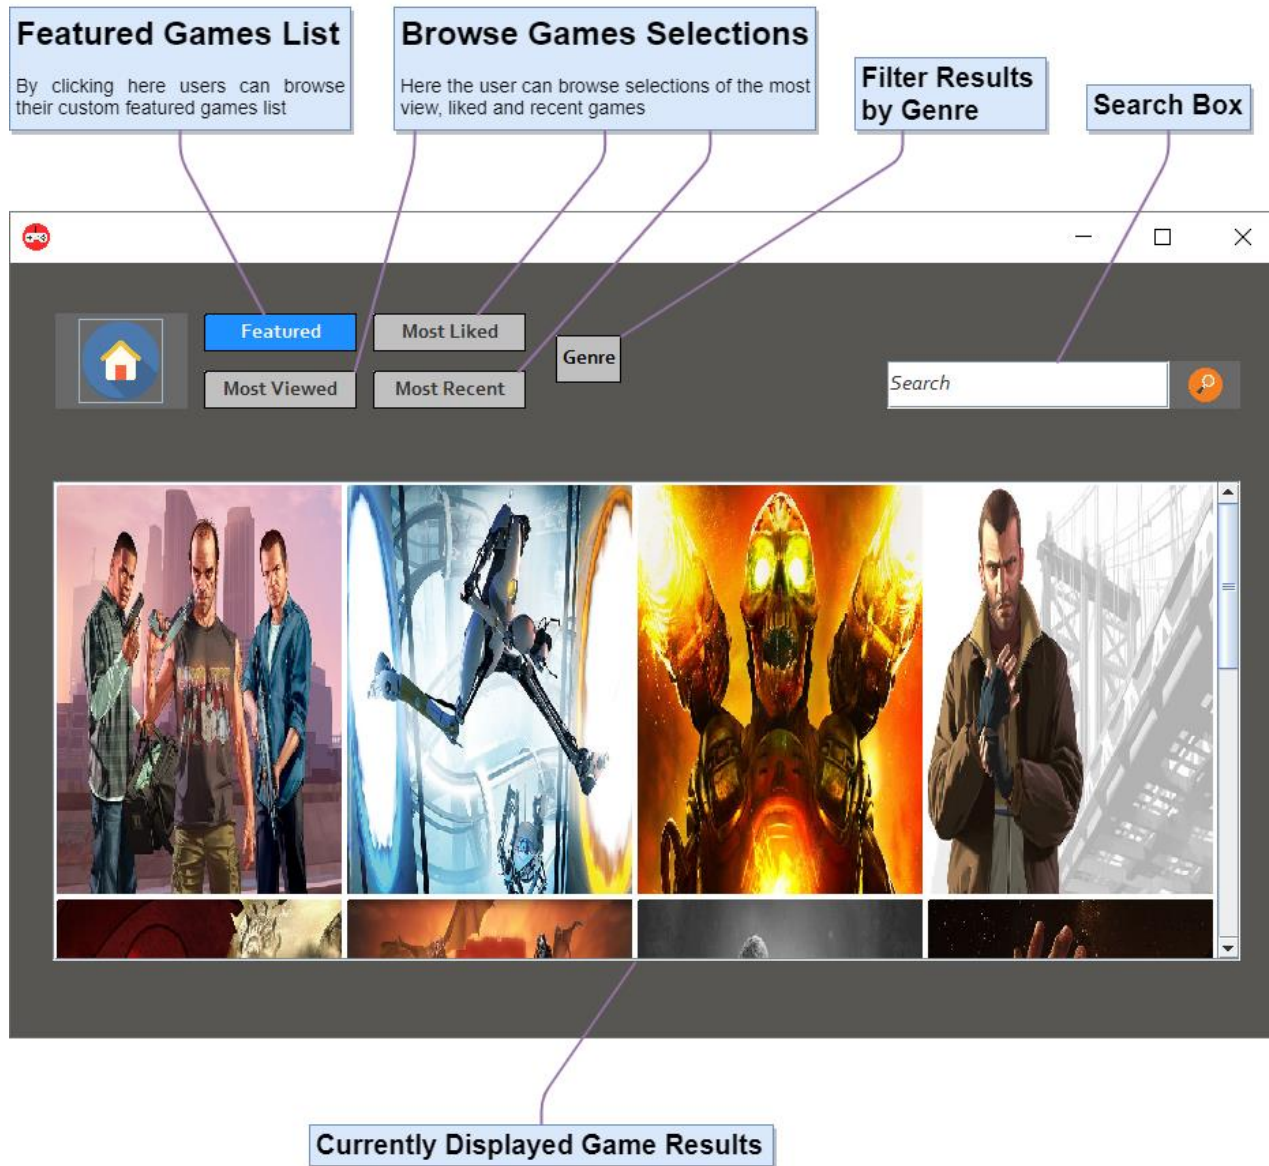 Featured Games List
By clicking here users can browse
their custom featured games list
Browse Games Selections
Here the user can browse selections of the most
view, liked and recent games
Filter Results
by Genre
Search Box
Featured
Most Liked
Genre
Most Viewed
Most Recent
Search
Currently Displayed Game Results